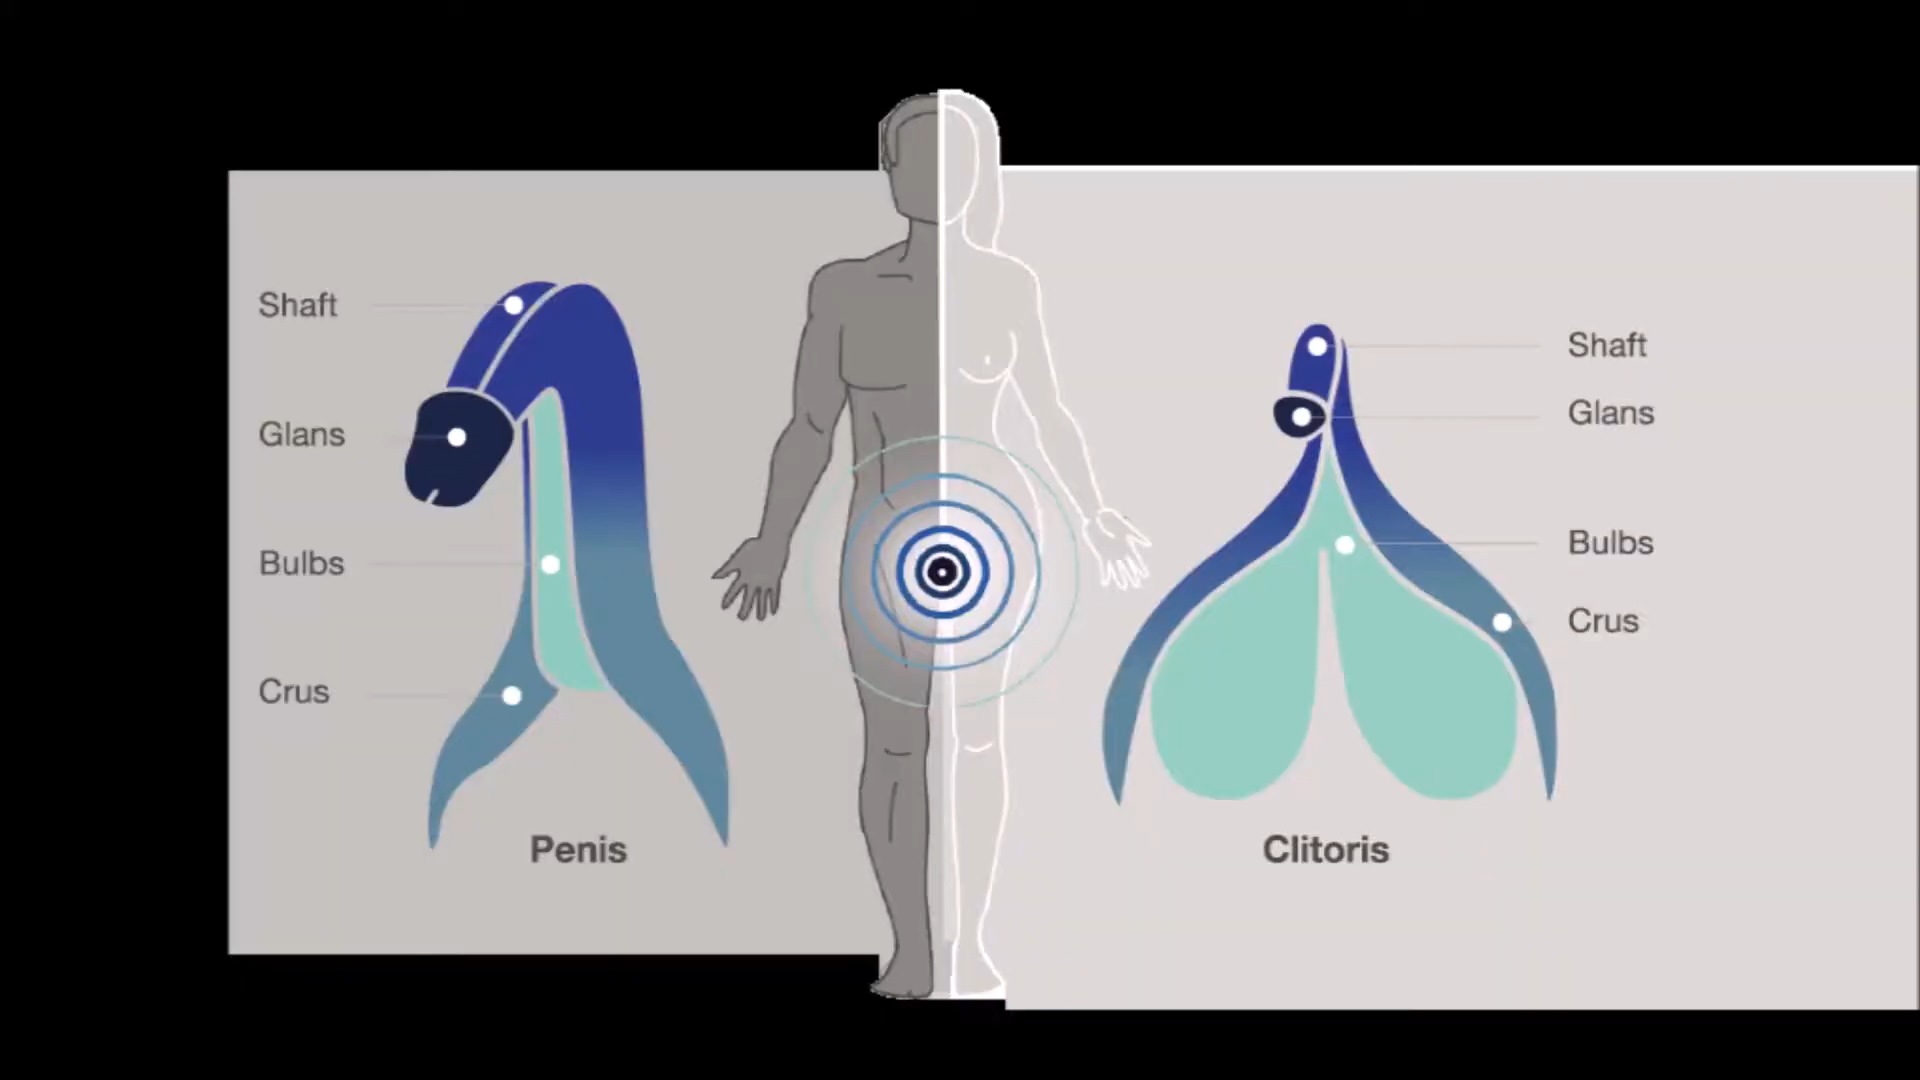 Shaft
Glans
Bulbs
Crus
Penis
Shaft
Glans
Bulbs
Crus
Clitoris